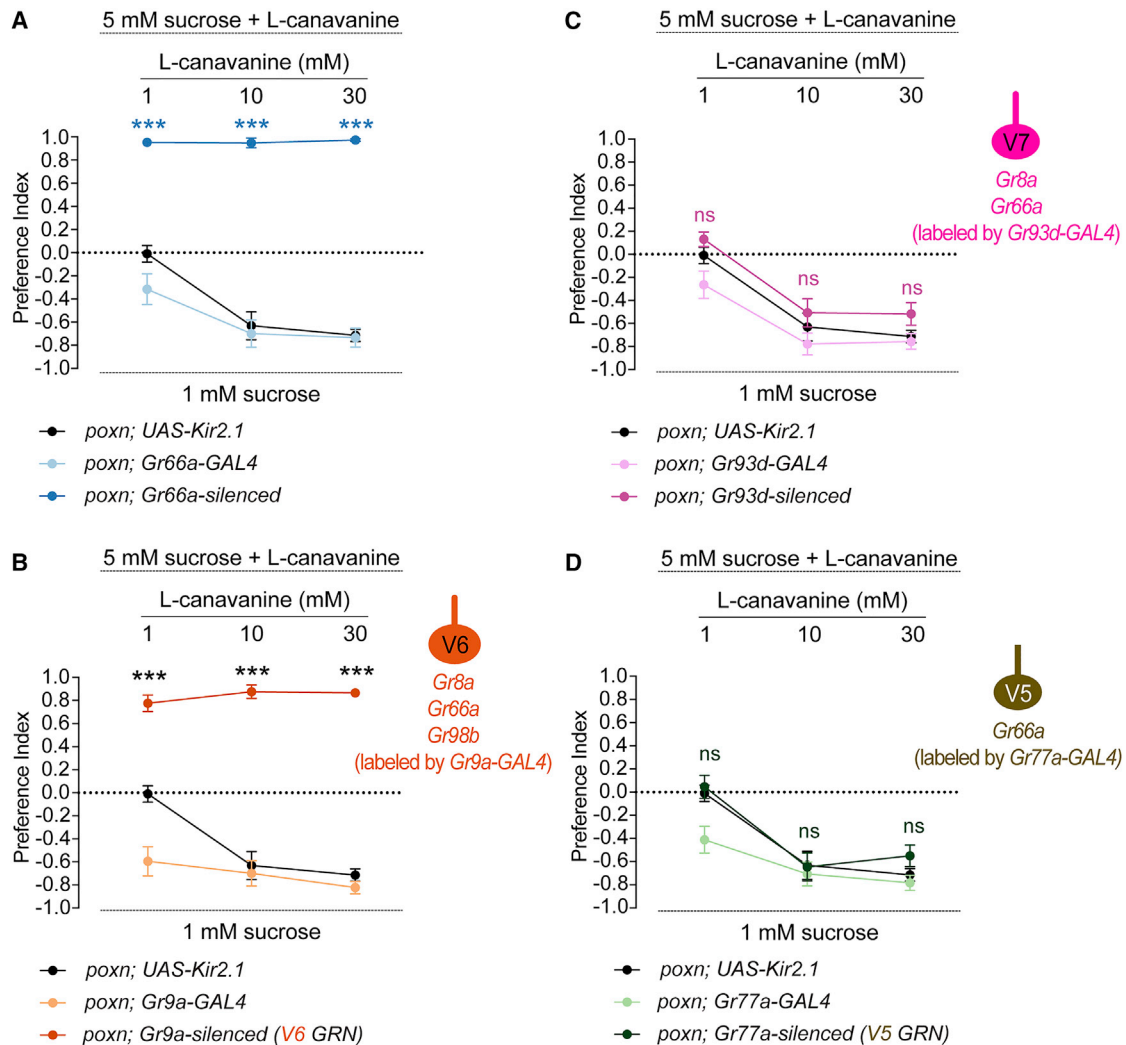 A
5 mM sucrose + L-canavanine
L-canavanine (mM)
1 10 30
*** *** ***
1.0
0.8
0.6
0.4
0.2
0.0
-0.2
-0.4
-0.6
-0.8
-1.0
Preference Index
1 mM sucrose
poxn; UAS-Kir2.1
poxn; Gr66a-GAL4
poxn; Gr66a-silenced
B
5 mM sucrose + L-canavanine
L-canavanine (mM)
1 10 30
*** *** ***
1.0
0.8
0.6
0.4
0.2
0.0
-0.2
-0.4
-0.6
-0.8
-1.0
Preference Index
V6
Gr8a
Gr66a
Gr98b
(labeled by Gr9a-GAL4)
1 mM sucrose
poxn; UAS-Kir2.1
poxn; Gr9a-GAL4
poxn; Gr9a-silenced (V6 GRN)
C
5 mM sucrose + L-canavanine
L-canavanine (mM)
1 10 30
1.0
0.8
0.6
0.4
0.2
0.0
-0.2
-0.4
-0.6
-0.8
-1.0
Preference Index
ns ns ns
V7
Gr8a
Gr66a
(labeled by Gr93d-GAL4)
1 mM sucrose
poxn; UAS-Kir2.1
poxn; Gr93d-GAL4
poxn; Gr93d-silenced
D
5 mM sucrose + L-canavanine
L-canavanine (mM)
1 10 30
1.0
0.8
0.6
0.4
0.2
0.0
-0.2
-0.4
-0.6
-0.8
-1.0
Preference Index
ns ns ns
V5
Gr66a
(labeled by Gr77a-GAL4)
1 mM sucrose
poxn; UAS-Kir2.1
poxn; Gr77a-GAL4
poxn; Gr77a-silenced (V5 GRN)